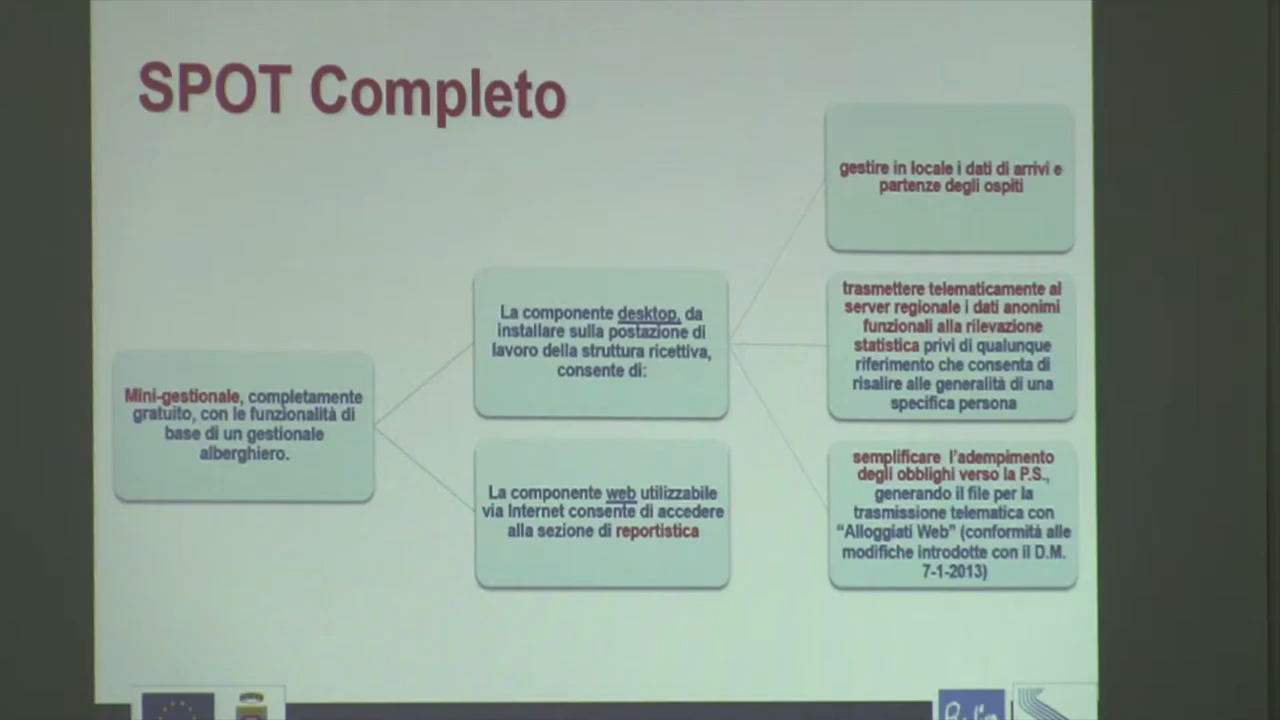 SPOT Completo
Mini-gestionale, completamente
gratuito, con le funzionalità di
base di un gestionale
alberghiero.
La componente desktop, da
installare sulla postazione di
lavoro della struttura ricettiva,
consente di:
La componente web utilizzabile
via Internet consente di accedere
alla sezione di reportistica
gestire in locale i dati di arrivi e
partenze degli ospiti
trasmettere telematicamente al
server regionale i dati anonimi
funzionali alla rilevazione
statistica privi di qualunque
riferimento che consenta di
risalire alle generalità di una
specifica persona
semplificare l'adempimento
degli obblighi verso la P.S.,
generando il file per la
trasmissione telematica con
“Alloggiati Web” (conformità alle
modifiche introdotte con il D.M.
7-1-2013)